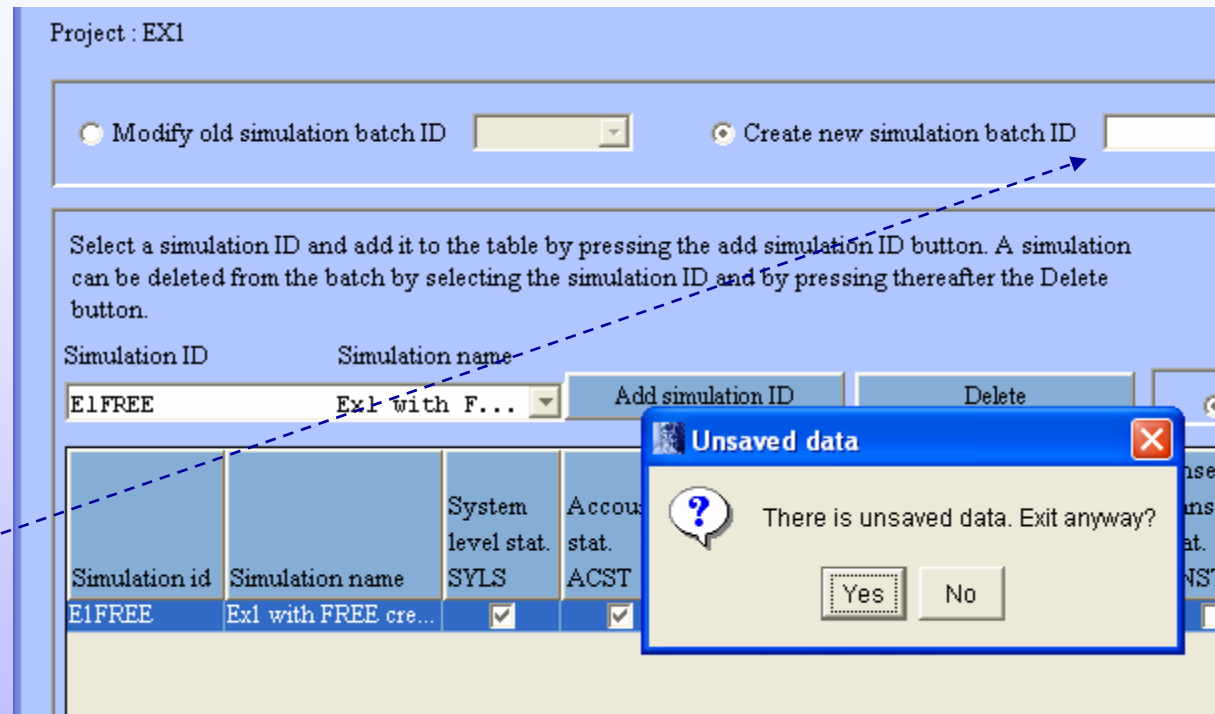 Project : EX1
Modify old simulation batch ID
Create new simulation batch ID
Select a simulation ID and add it to the table by pressing the add simulation ID button. A simulation
can be deleted from the batch by selecting the simulation ID and by pressing thereafter the Delete
button.
Simulation ID Simulation name
E1FREE Ex1 with F... Add simulation ID Delete
Unsaved data
There is unsaved data. Exit anyway?
Yes No
System
level stat. stat.
Simulation id Simulation name SYLS ACST
E1FREE Ex1 with FREE cre...